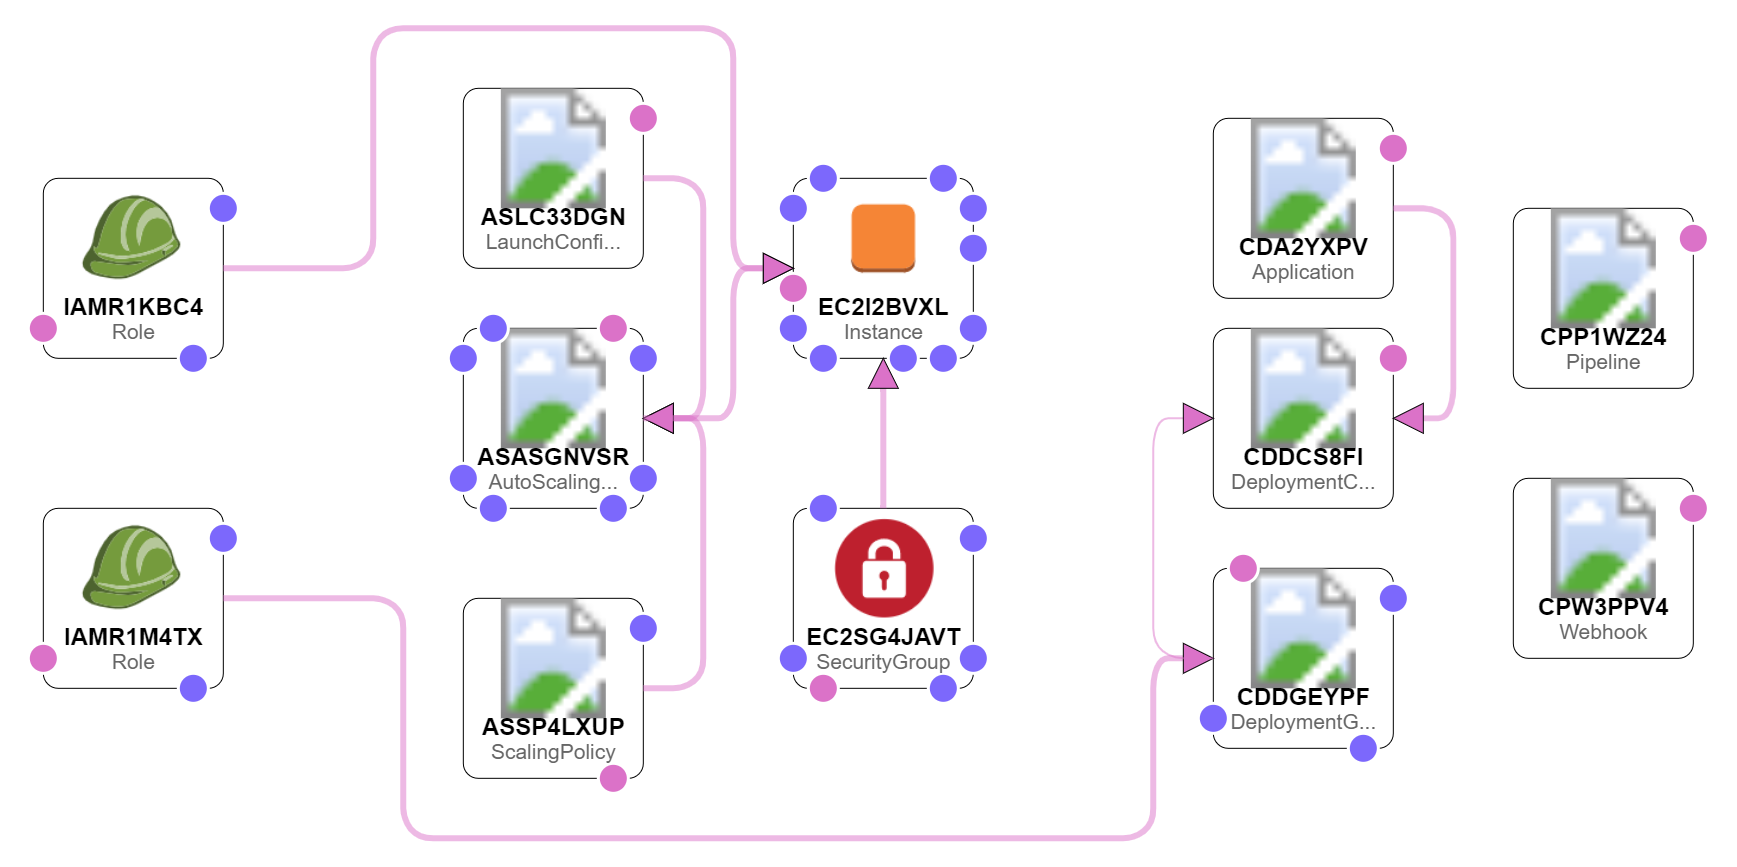 IAMR1KBC4
Role
IAMR1M4TX
Role
ASLC33DGN
LaunchConfi...
ASASGNVSR
AutoScaling...
ASSP4LXUP
ScalingPolicy
EC2I2BVXL
Instance
EC2SG4JAVT
SecurityGroup
CDA2YXPV
Application
CDDCS8FI
DeploymentC...
CDDGEYPF
DeploymentG...
CPP1WZ24
Pipeline
CPW3PPV4
Webhook